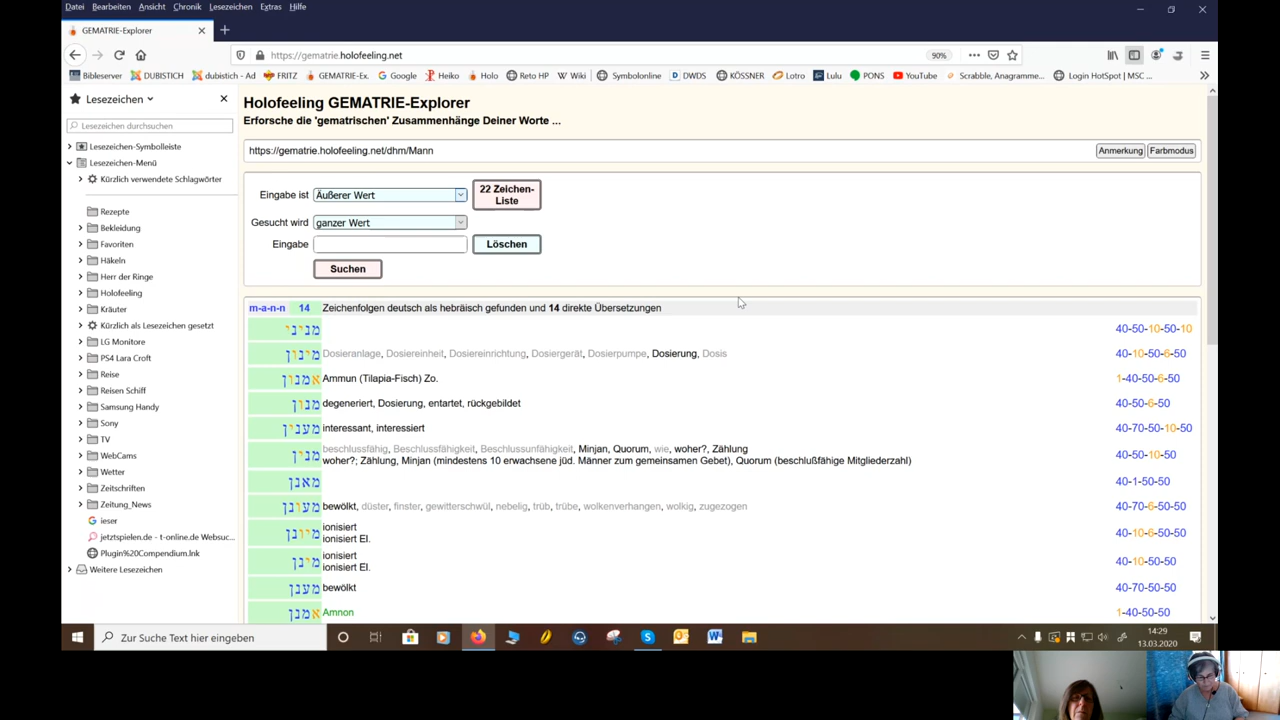 Datei Bearbeiten Ansicht Chronik Lesezeichen Extras Hilfe
GEMATRIE-Explorer
https://gematrie.holofeeling.net 90%
Bibleserver DUBISTICH dubistich - Ad FRITZ GEMATRIE-Ex. Google Heiko Holo Reto HP Wiki Symbolonline DWDS KÖSSNER Lotro Lulu PONS YouTube Scrabble, Anagramme... Login HotSpot | MSC ...
Lesezeichen
Lesezeichen durchsuchen
Lesezeichen-Symbolleiste
Lesezeichen-Menü
Kürzlich verwendete Schlagwörter
Rezepte
Bekleidung
Favoriten
Häkeln
Herr der Ringe
Holofeeling
Kräuter
Kürzlich als Lesezeichen gesetzt
LG Monitore
PS4 Lara Croft
Reise
Reisen Schiff
Samsung Handy
Sony
TV
WebCams
Wetter
Zeitschriften
Zeitung_News
ieser
jetztspielen.de - t-online.de Websuc...
Plugin%20Compendium.lnk
Weitere Lesezeichen
Holofeeling GEMATRIE-Explorer
Erforsche die 'gematrischen' Zusammenhänge Deiner Worte ...
https://gematrie.holofeeling.net/dhm/Mann Anmerkung Farbmodus
Eingabe ist Äußerer Wert 22 Zeichen-Liste
Gesucht wird ganzer Wert
Eingabe Löschen
Suchen
m-a-n-n 14 Zeichenfolgen deutsch als hebräisch gefunden und 14 direkte Übersetzungen
מניני 40-50-10-50-10
מינון Dosieranlage, Dosiereinheit, Dosiereinrichtung, Dosiergerät, Dosierpumpe, Dosierung, Dosis 40-10-50-6-50
אמנון Ammun (Tilapia-Fisch) Zo. 1-40-50-6-50
מנון degeneriert, Dosierung, entartet, rückgebildet 40-50-6-50
מענין interessant, interessiert 40-70-50-10-50
מנין beschlussfähig, Beschlussfähigkeit, Beschlussunfähigkeit, Minjan, Quorum, wie, woher?, Zählung 40-50-10-50
woher?; Zählung, Minjan (mindestens 10 erwachsene jüd. Männer zum gemeinsamen Gebet), Quorum (beschlußfähige Mitgliederzahl)
מאנן 40-1-50-50
מעונן bewölkt, düster, finster, gewitterschwül, nebelig, trüb, trübe, wolkenverhangen, wolkig, zugezogen 40-70-6-50-50
מיונן ionisiert 40-10-6-50-50
ionisiert El.
מינן ionisiert 40-10-50-50
ionisiert El.
מענן bewölkt 40-70-50-50
אמנן Amnon 1-40-50-50
Zur Suche Text hier eingeben
14:29
13.03.2020